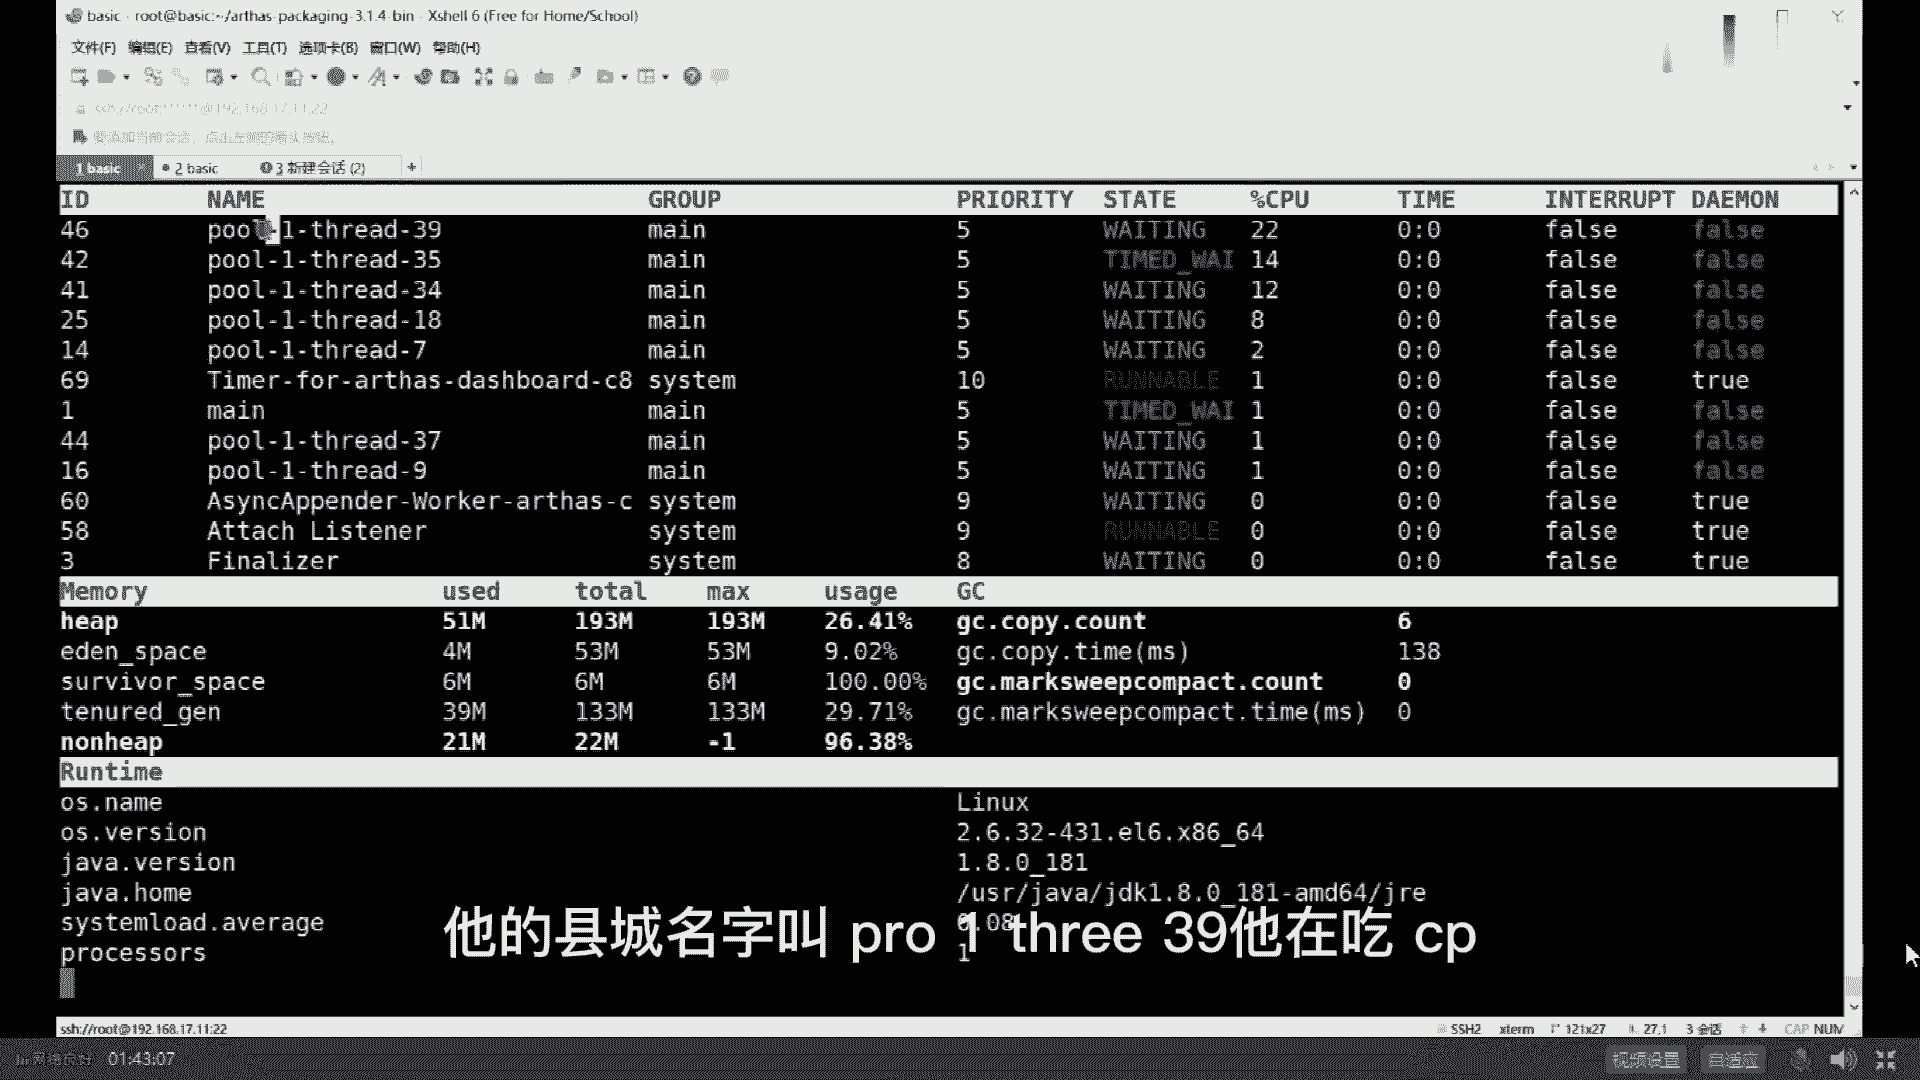 basic - root@basic:~/arthas-packaging-3.1.4-bin - Xshell 6 (Free for Home/School)
文件(F) 编辑(E) 查看(V) 工具(T) 选项卡(B) 窗口(W) 帮助(H)
ssh://root:******@192.168.17.11:22
要添加当前会话，点击左侧的箭头按钮。
1 basic × 2 basic 3 新建会话 (2) +
ID NAME GROUP PRIORITY STATE %CPU TIME INTERRUPT DAEMON
46 pool-1-thread-39 main 5 WAITING 22 0:0 false false
42 pool-1-thread-35 main 5 TIMED_WAI 14 0:0 false false
41 pool-1-thread-34 main 5 WAITING 12 0:0 false false
25 pool-1-thread-18 main 5 WAITING 8 0:0 false false
14 pool-1-thread-7 main 5 WAITING 2 0:0 false false
69 Timer-for-arthas-dashboard-c8 system 10 RUNNABLE 1 0:0 false true
1 main main 5 TIMED_WAI 1 0:0 false false
44 pool-1-thread-37 main 5 WAITING 1 0:0 false false
16 pool-1-thread-9 main 5 WAITING 1 0:0 false false
60 AsyncAppender-Worker-arthas-c system 9 WAITING 0 0:0 false true
58 Attach Listener system 9 RUNNABLE 0 0:0 false true
3 Finalizer system 8 WAITING 0 0:0 false true
Memory used total max usage GC
heap 51M 193M 193M 26.41% gc.copy.count 6
eden_space 4M 53M 53M 9.02% gc.copy.time(ms) 138
survivor_space 6M 6M 6M 100.00% gc.marksweepcompact.count 0
tenured_gen 39M 133M 133M 29.71% gc.marksweepcompact.time(ms) 0
nonheap 21M 22M -1 96.38%
Runtime
os.name Linux
os.version 2.6.32-431.el6.x86_64
java.version 1.8.0_181
java.home /usr/java/jdk1.8.0_181-amd64/jre
systemload.average 0.08
processors 1
他的县城名字叫 pro 1 three 39他在吃 cp
ssh://root@192.168.17.11:22 SSH2 xterm 121x27 27,1 3 会话 CAP NUM
网络良好 01:43:07 视频设置 自适应